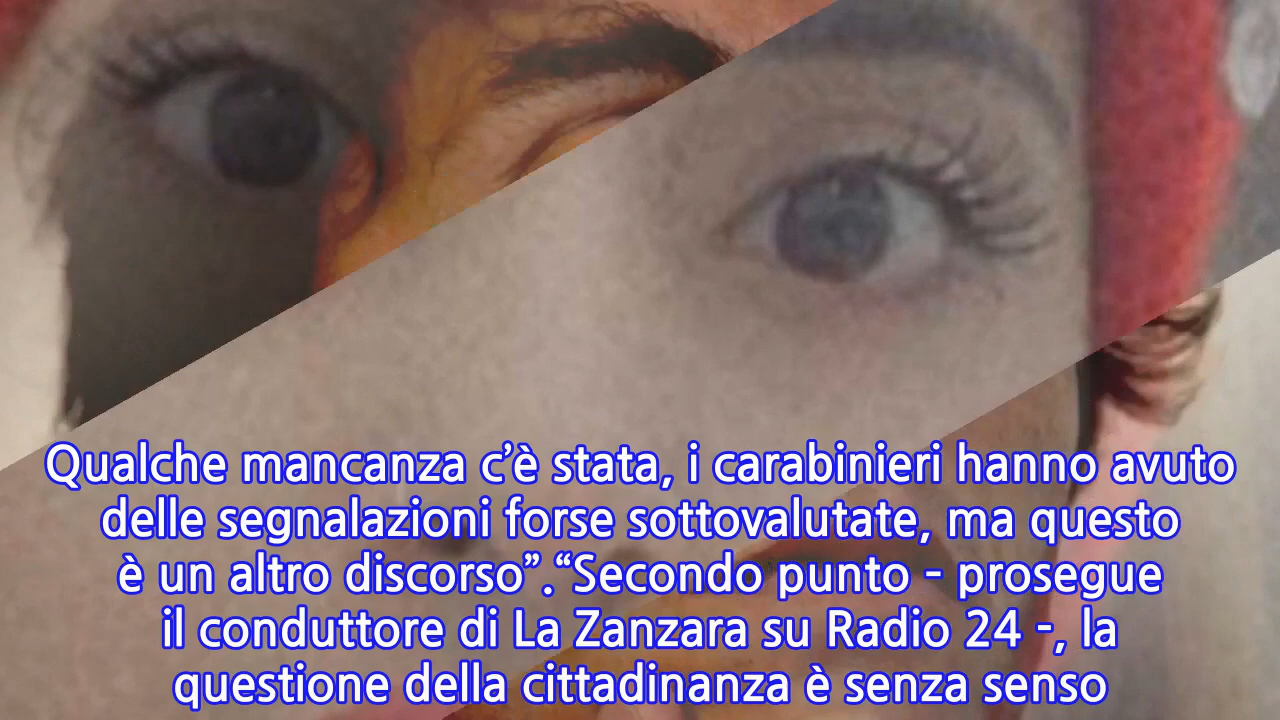 Qualche mancanza c’è stata, i carabinieri hanno avuto
delle segnalazioni forse sottovalutate, ma questo
è un altro discorso”.“Secondo punto - prosegue
il conduttore di La Zanzara su Radio 24 -, la
questione della cittadinanza è senza senso